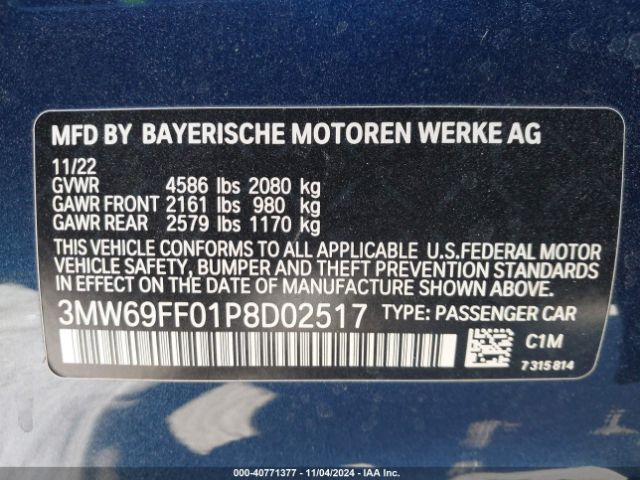 MFD BY BAYERISCHE MOTOREN WERKE AG
11/22
GVWR 4586 lbs 2080 kg
GAWR FRONT 2161 lbs 980 kg
GAWR REAR 2579 lbs 1170 kg
THIS VEHICLE CONFORMS TO ALL APPLICABLE U.S.FEDERAL MOTOR
VEHICLE SAFETY, BUMPER AND THEFT PREVENTION STANDARDS
IN EFFECT ON THE DATE OF MANUFACTURE SHOWN ABOVE.
3MW69FF01P8D02517 TYPE: PASSENGER CAR
C1M
7315814
000-40771377 - 11/04/2024 - Copyright 2024 IAA, Inc.